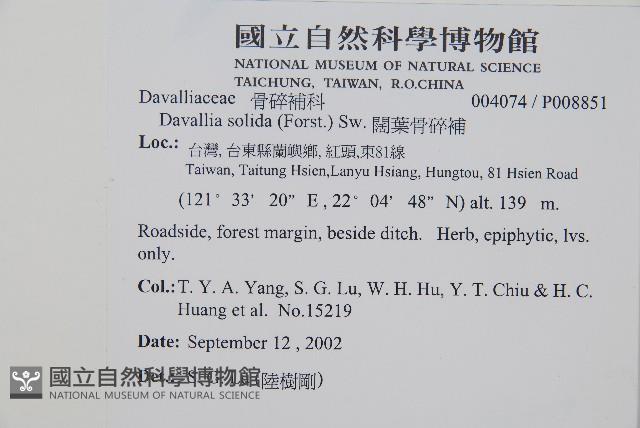 國立自然科學博物館
NATIONAL MUSEUM OF NATURAL SCIENCE
TAICHUNG, TAIWAN, R.O.CHINA
Davalliaceae 骨碎補科 004074 / P008851
Davallia solida (Forst.) Sw. 闊葉骨碎補
Loc.: 台灣, 台東縣蘭嶼鄉, 紅頭,東81線
Taiwan, Taitung Hsien,Lanyu Hsiang, Hungtou, 81 Hsien Road
(121° 33' 20" E , 22° 04' 48" N) alt. 139 m.
Roadside, forest margin, beside ditch. Herb, epiphytic, lvs.
only.
Col.: T. Y. A. Yang, S. G. Lu, W. H. Hu, Y. T. Chiu & H. C.
Huang et al. No.15219
Date: September 12 , 2002
Det.: S. G. Lu (陸樹剛)
國立自然科學博物館
NATIONAL MUSEUM OF NATURAL SCIENCE